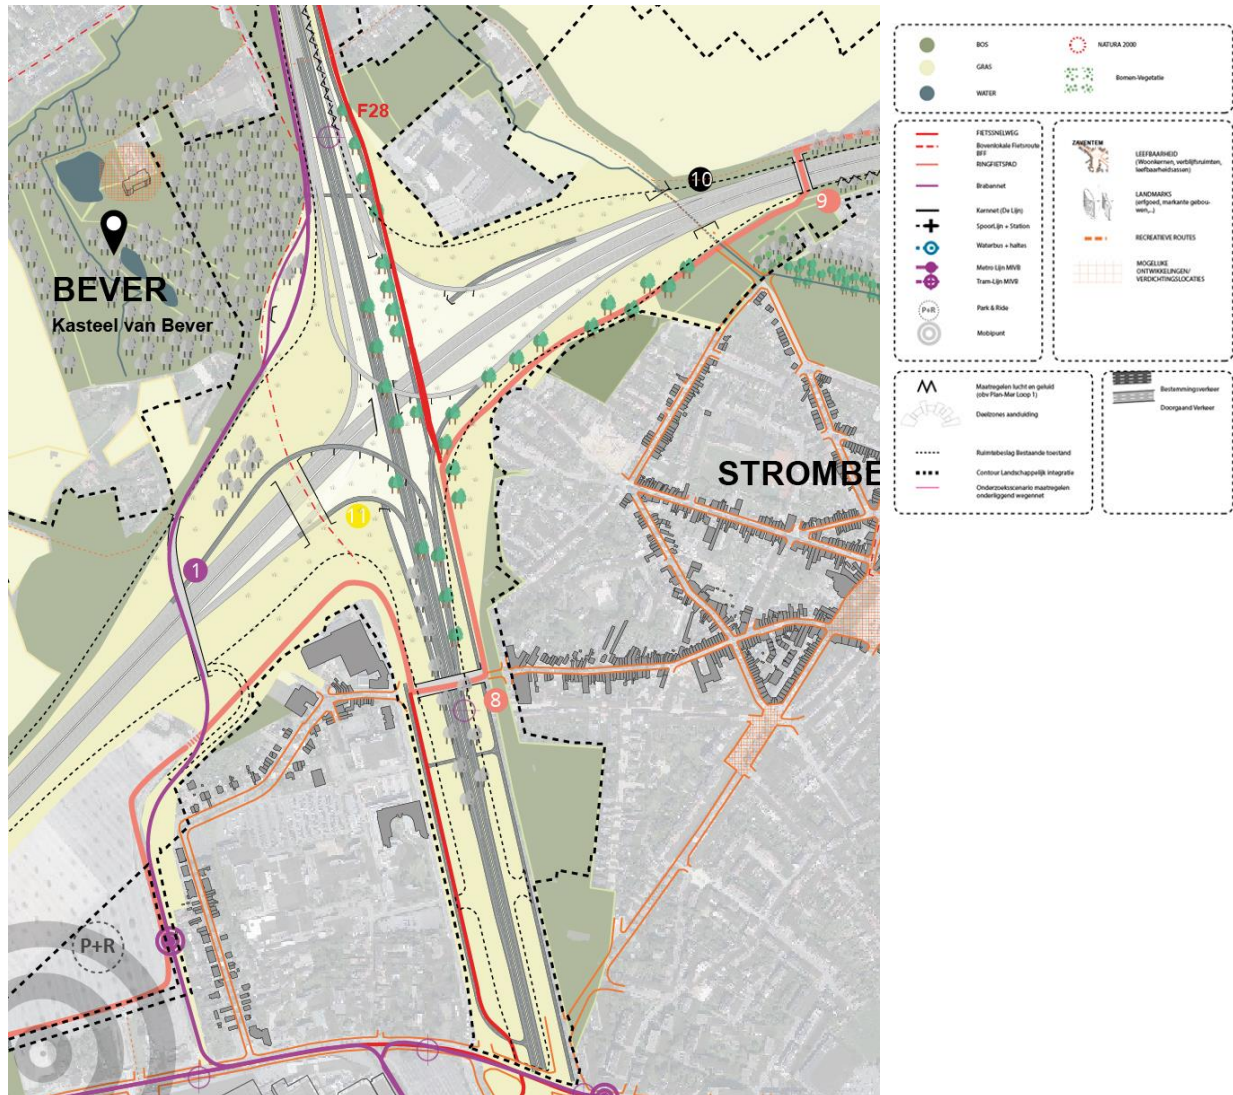 F28
10
9
BEVER
Kasteel van Bever
STROMBE
11
1
8
P+R
BOS
GRAS
WATER
NATURA 2000
Bomen-Vegetatie
FIETSSNELWEG
Bovenlokale Fietsroute
BFF
RINGFIETSPAD
Brabannet
Kernnet (De Lijn)
SpoorLijn + Station
Waterbus + haltes
Metro-Lijn MIVB
Tram-Lijn MIVB
P+R
Park & Ride
Mobipunt
ZAVENTEM
LEEFBAARHEID
(Woonkernen, verblijfsruimten,
leefbaarheidsassen)
LANDMARKS
(erfgoed, markante gebou-
wen,..)
RECREATIEVE ROUTES
MOGELIJKE
ONTWIKKELINGEN/
VERDICHTINGSLOCATIES
Maatregelen lucht en geluid
(obv Plan-Mer Loop 1)
Deelzones aanduiding
Ruimtebeslag Bestaande toestand
Contour Landschappelijk integratie
Onderzoeksscenario maatregelen
onderliggend wegennet
Bestemmingsverkeer
Doorgaand Verkeer